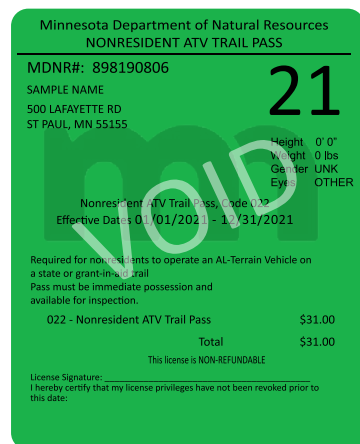 Minnesota Department of Natural Resources
NONRESIDENT ATV TRAIL PASS
MDNR#: 898190806
21
SAMPLE NAME
500 LAFAYETTE RD
ST PAUL, MN 55155
Height 0' 0"
Weight 0 lbs
Gender UNK
Eyes OTHER
mn
VOID
Nonresident ATV Trail Pass, Code 022
Effective Dates 01/01/2021 - 12/31/2021
Required for nonresidents to operate an AL-Terrain Vehicle on
a state or grant-in-aid trail
Pass must be immediate possession and
available for inspection.
022 - Nonresident ATV Trail Pass $31.00
Total $31.00
This license is NON-REFUNDABLE
License Signature:
I hereby certify that my license privileges have not been revoked prior to
this date: